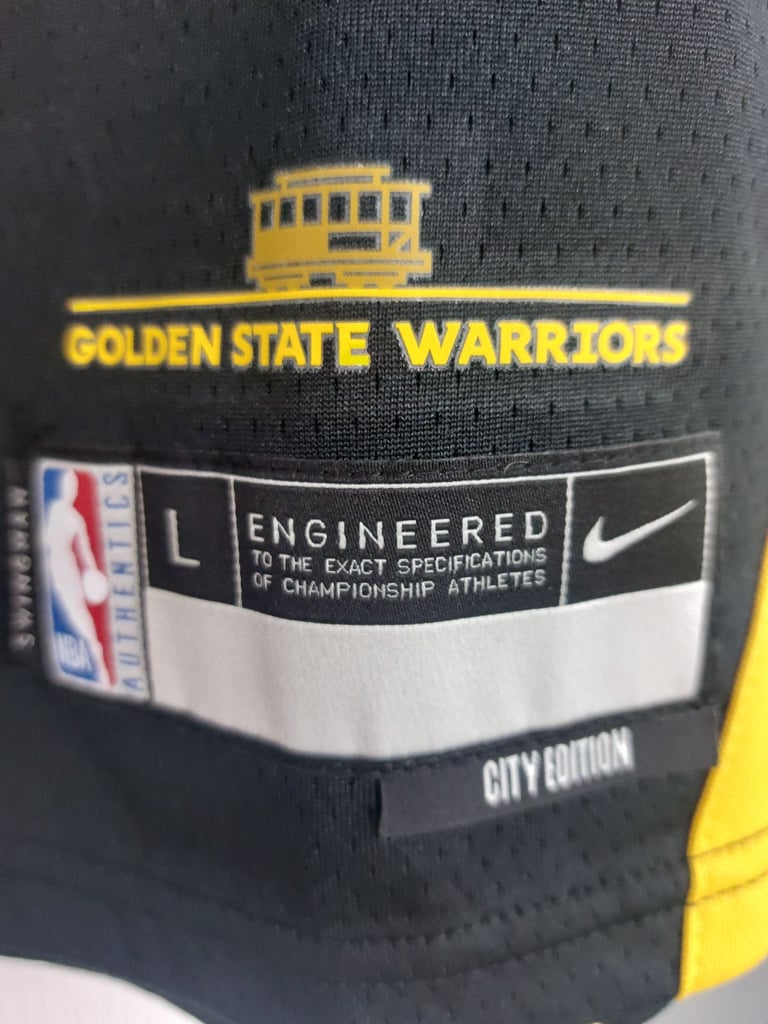 GOLDEN STATE WARRIORS
SWINGMAN
NBA
AUTHENTICS
L
ENGINEERED
TO THE EXACT SPECIFICATIONS
OF CHAMPIONSHIP ATHLETES
CITY EDITION